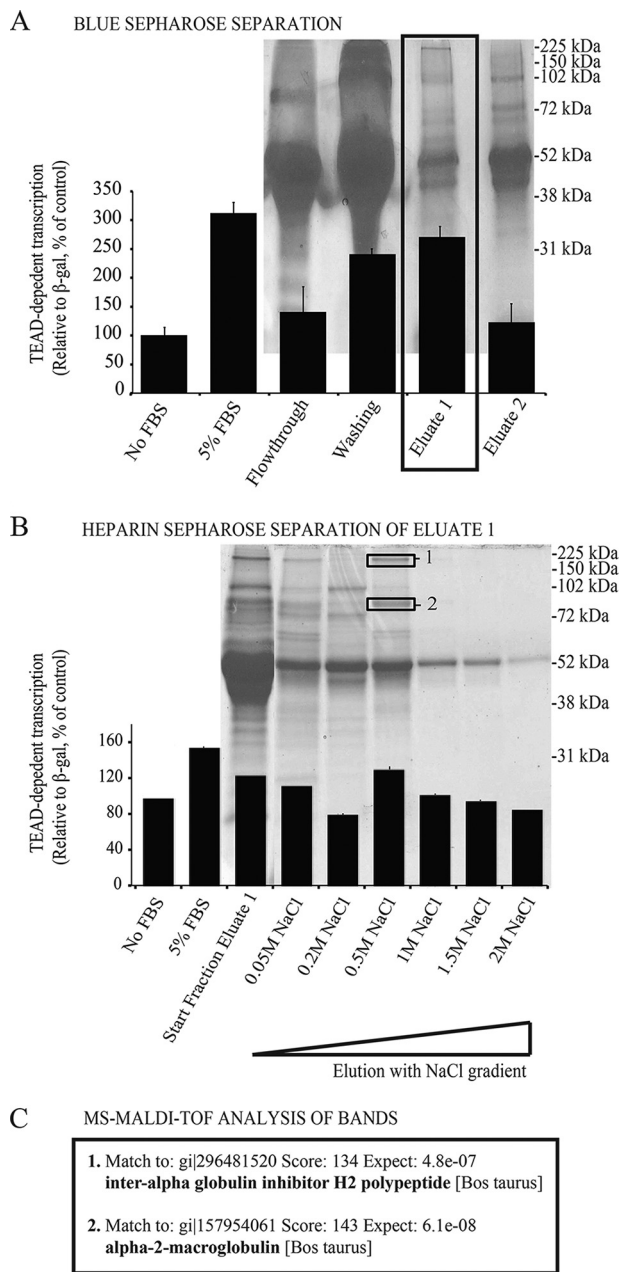 A BLUE SEPHAROSE SEPARATION
-225 kDa
-150 kDa
-102 kDa
-72 kDa
-52 kDa
-38 kDa
-31 kDa
TEAD-depedent transcription
(Relative to β-gal, % of control)
350
300
250
200
150
100
50
0
No FBS
5% FBS
Flowthrough
Washing
Eluate 1
Eluate 2
B HEPARIN SEPHAROSE SEPARATION OF ELUATE 1
1
2
-225 kDa
-150 kDa
-102 kDa
-72 kDa
-52 kDa
-38 kDa
-31 kDa
TEAD-dependent transcription
(Relative to β-gal, % of control)
160
120
80
40
0
No FBS
5% FBS
Start Fraction Eluate 1
0.05M NaCl
0.2M NaCl
0.5M NaCl
1M NaCl
1.5M NaCl
2M NaCl
Elution with NaCl gradient
C MS-MALDI-TOF ANALYSIS OF BANDS
1. Match to: gi|296481520 Score: 134 Expect: 4.8e-07
inter-alpha globulin inhibitor H2 polypeptide [Bos taurus]
2. Match to: gi|157954061 Score: 143 Expect: 6.1e-08
alpha-2-macroglobulin [Bos taurus]